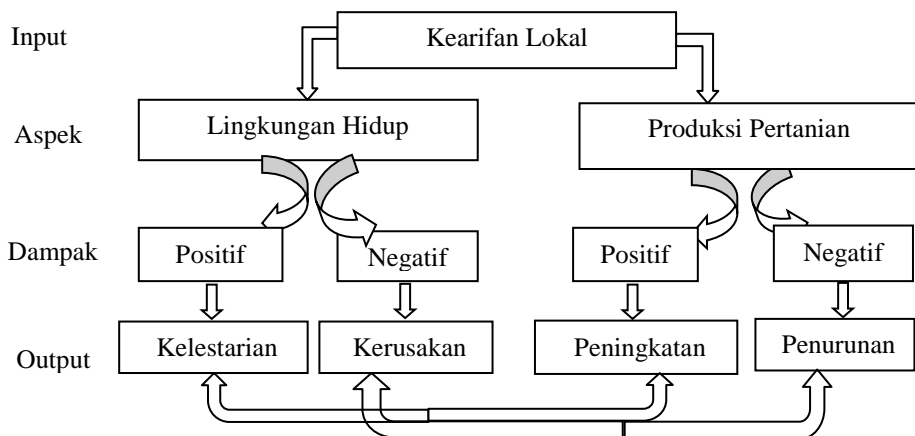 Input
Kearifan Lokal
Aspek
Lingkungan Hidup
Produksi Pertanian
Dampak
Positif
Negatif
Positif
Negatif
Output
Kelestarian
Kerusakan
Peningkatan
Penurunan